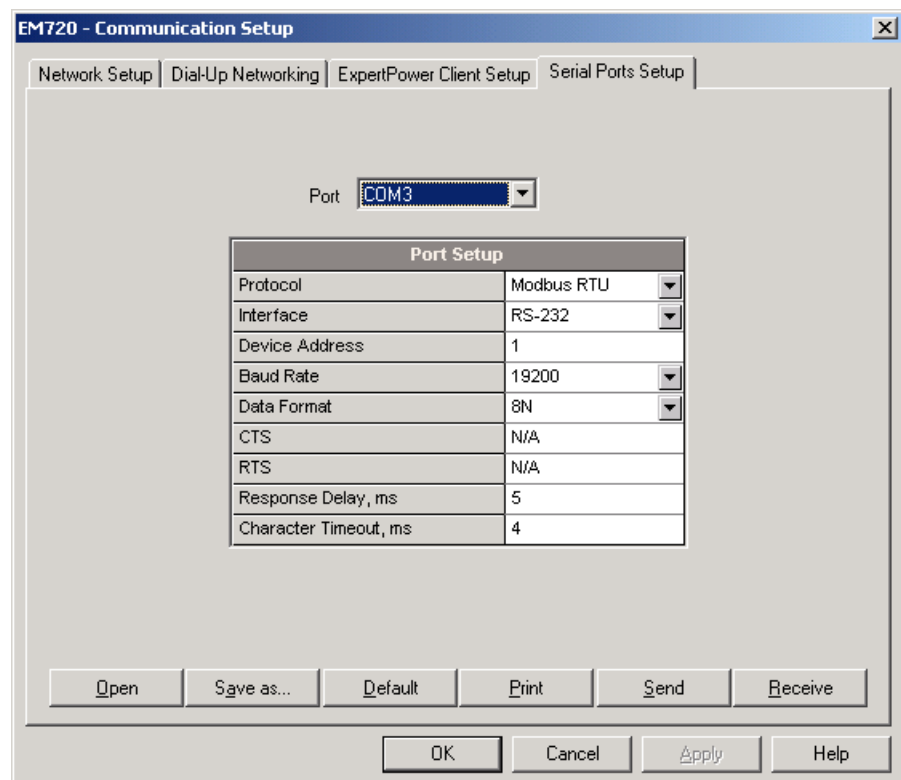 EM720 - Communication Setup
Network Setup Dial-Up Networking ExpertPower Client Setup Serial Ports Setup
Port COM3
Port Setup
Protocol Modbus RTU
Interface RS-232
Device Address 1
Baud Rate 19200
Data Format 8N
CTS N/A
RTS N/A
Response Delay, ms 5
Character Timeout, ms 4
Open Save as... Default Print Send Receive
OK Cancel Apply Help